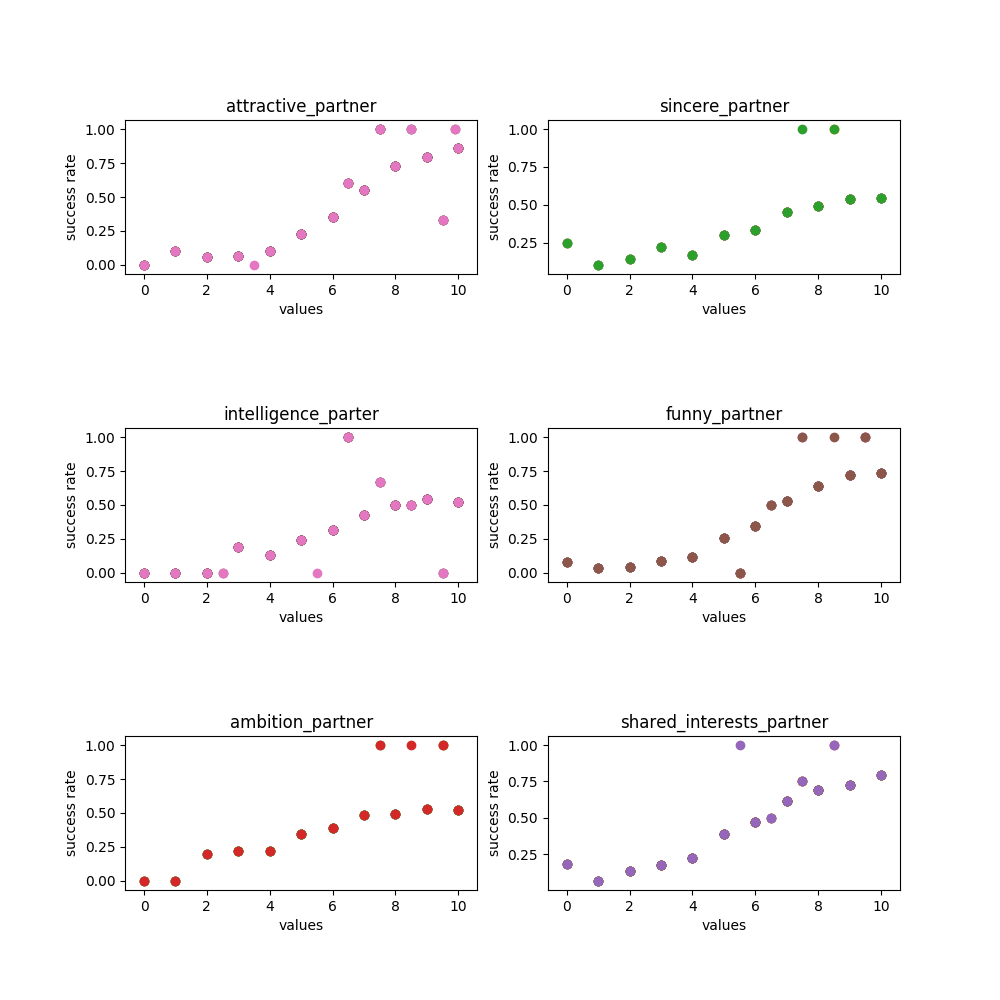 attractive_partner
1.00
0.75
0.50
0.25
0.00
success rate
0 2 4 6 8 10
values
sincere_partner
1.00
0.75
0.50
0.25
success rate
0 2 4 6 8 10
values
intelligence_parter
1.00
0.75
0.50
0.25
0.00
success rate
0 2 4 6 8 10
values
funny_partner
1.00
0.75
0.50
0.25
0.00
success rate
0 2 4 6 8 10
values
ambition_partner
1.00
0.75
0.50
0.25
0.00
success rate
0 2 4 6 8 10
values
shared_interests_partner
1.00
0.75
0.50
0.25
success rate
0 2 4 6 8 10
values